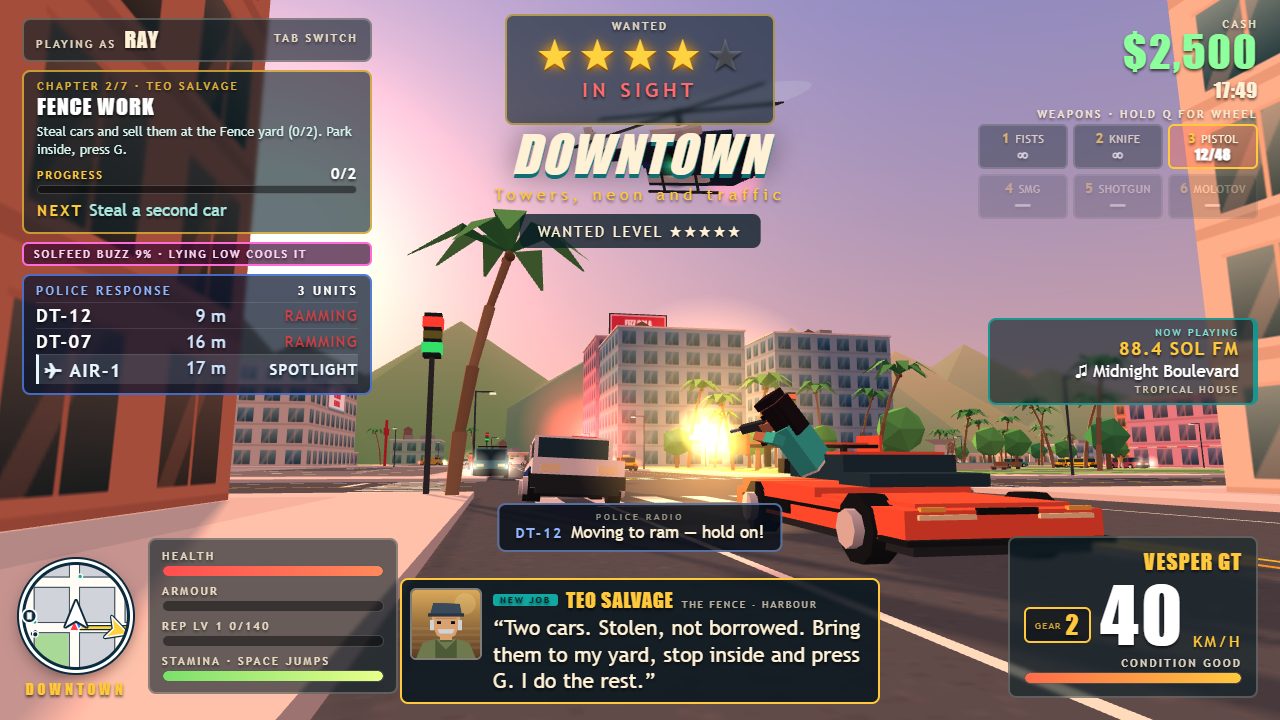 PLAYING AS RAY TAB SWITCH
CHAPTER 2/7 · TEO SALVAGE
FENCE WORK
Steal cars and sell them at the Fence yard (0/2). Park
inside, press G.
PROGRESS 0/2
NEXT Steal a second car
SOLFEED BUZZ 9% · LYING LOW COOLS IT
POLICE RESPONSE 3 UNITS
DT-12 9 m RAMMING
DT-07 16 m RAMMING
AIR-1 17 m SPOTLIGHT
WANTED
IN SIGHT
DOWNTOWN
Towers, neon and traffic
WANTED LEVEL ★★★★★
CASH
$2,500
17:49
WEAPONS · HOLD Q FOR WHEEL
1 FISTS 2 KNIFE 3 PISTOL
∞ ∞ 12/48
4 SMG 5 SHOTGUN 6 MOLOTOV
— — —
NOW PLAYING
88.4 SOL FM
♫ Midnight Boulevard
TROPICAL HOUSE
POLICE RADIO
DT-12 Moving to ram — hold on!
HEALTH
ARMOUR
REP LV 1 0/140
STAMINA · SPACE JUMPS
DOWNTOWN
NEW JOB TEO SALVAGE THE FENCE · HARBOUR
“Two cars. Stolen, not borrowed. Bring
them to my yard, stop inside and press
G. I do the rest.”
VESPER GT
GEAR 2 40 KM/H
CONDITION GOOD